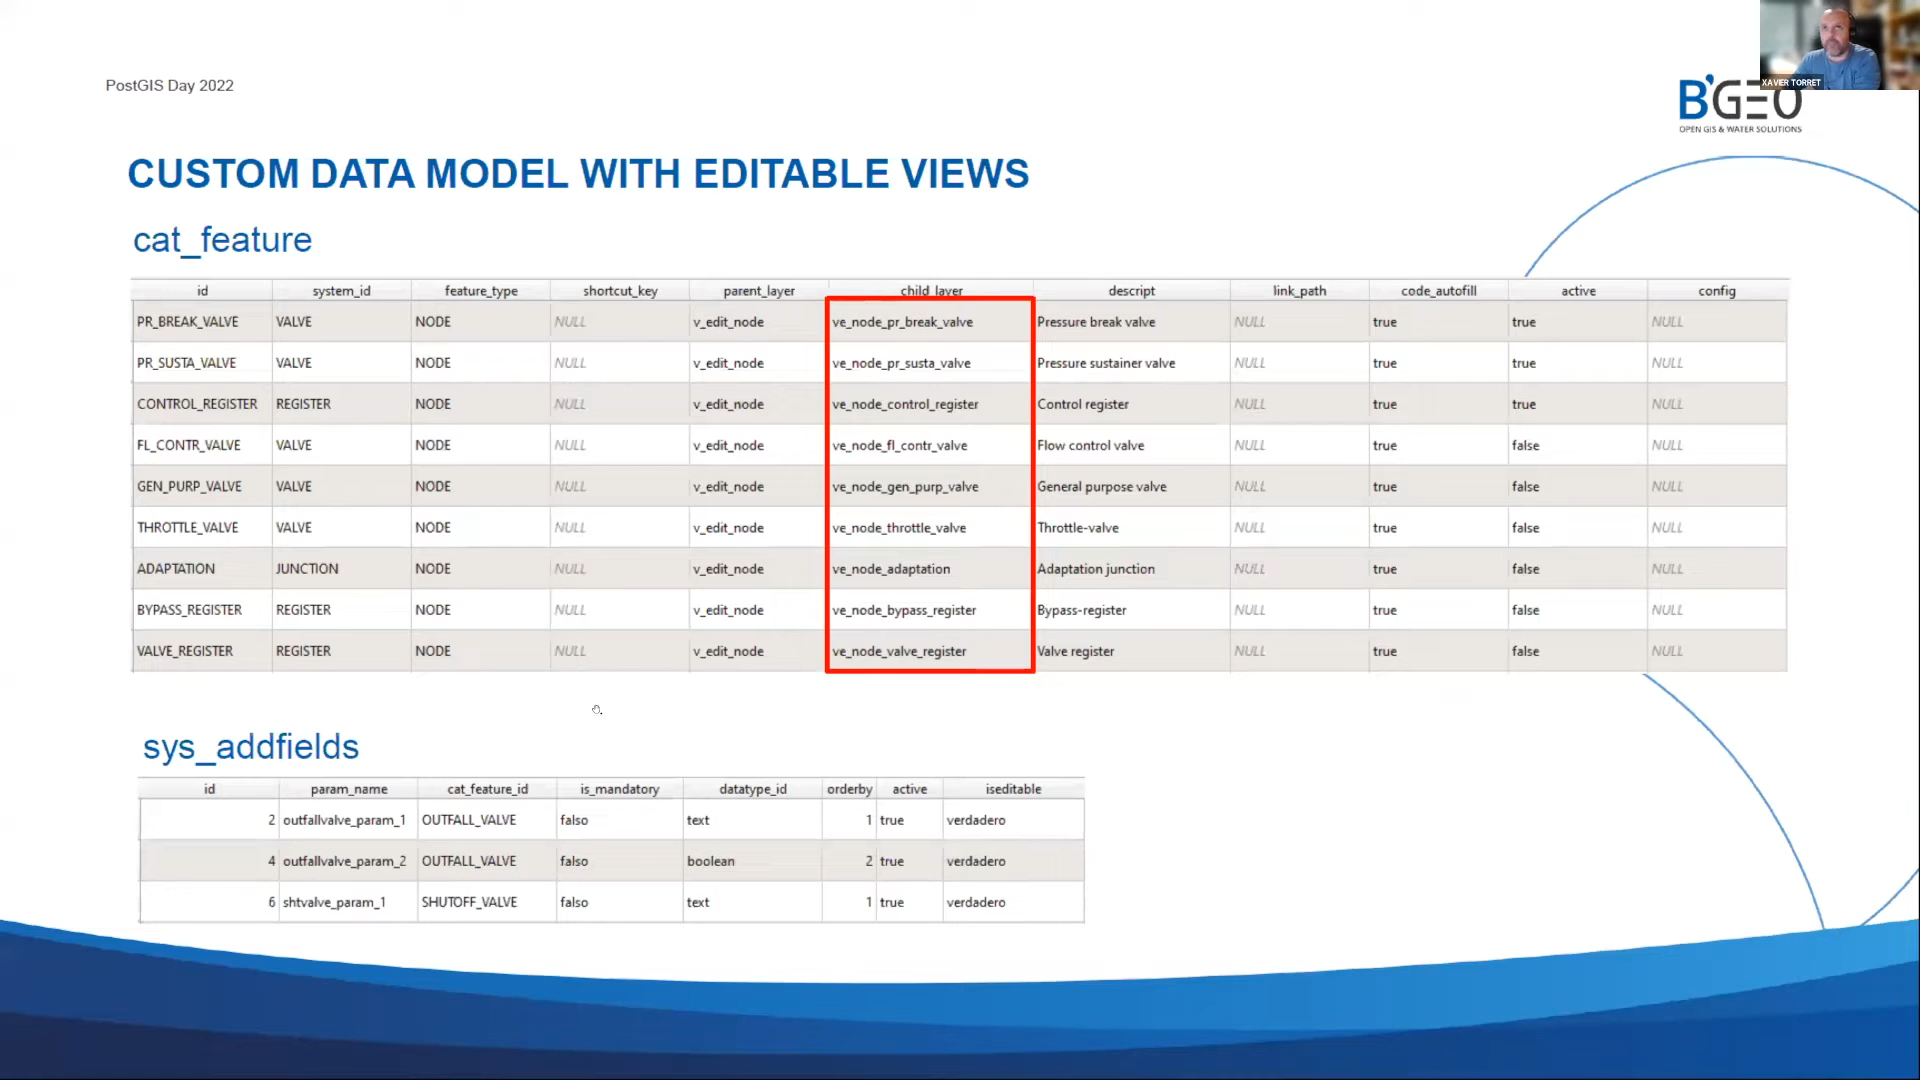 XAVIER TORRET
PostGIS Day 2022
B'GEO
OPEN GIS & WATER SOLUTIONS
CUSTOM DATA MODEL WITH EDITABLE VIEWS
cat_feature
id system_id feature_type shortcut_key parent_layer child_layer descript link_path code_autofill active config
PR_BREAK_VALVE VALVE NODE NULL v_edit_node ve_node_pr_break_valve Pressure break valve NULL true true NULL
PR_SUSTA_VALVE VALVE NODE NULL v_edit_node ve_node_pr_susta_valve Pressure sustainer valve NULL true true NULL
CONTROL_REGISTER REGISTER NODE NULL v_edit_node ve_node_control_register Control register NULL true true NULL
FL_CONTR_VALVE VALVE NODE NULL v_edit_node ve_node_fl_contr_valve Flow control valve NULL true false NULL
GEN_PURP_VALVE VALVE NODE NULL v_edit_node ve_node_gen_purp_valve General purpose valve NULL true false NULL
THROTTLE_VALVE VALVE NODE NULL v_edit_node ve_node_throttle_valve Throttle-valve NULL true false NULL
ADAPTATION JUNCTION NODE NULL v_edit_node ve_node_adaptation Adaptation junction NULL true false NULL
BYPASS_REGISTER REGISTER NODE NULL v_edit_node ve_node_bypass_register Bypass-register NULL true false NULL
VALVE_REGISTER REGISTER NODE NULL v_edit_node ve_node_valve_register Valve register NULL true false NULL
sys_addfields
id param_name cat_feature_id is_mandatory datatype_id orderby active iseditable
2 outfallvalve_param_1 OUTFALL_VALVE falso text 1 true verdadero
4 outfallvalve_param_2 OUTFALL_VALVE falso boolean 2 true verdadero
6 shtvalve_param_1 SHUTOFF_VALVE falso text 1 true verdadero